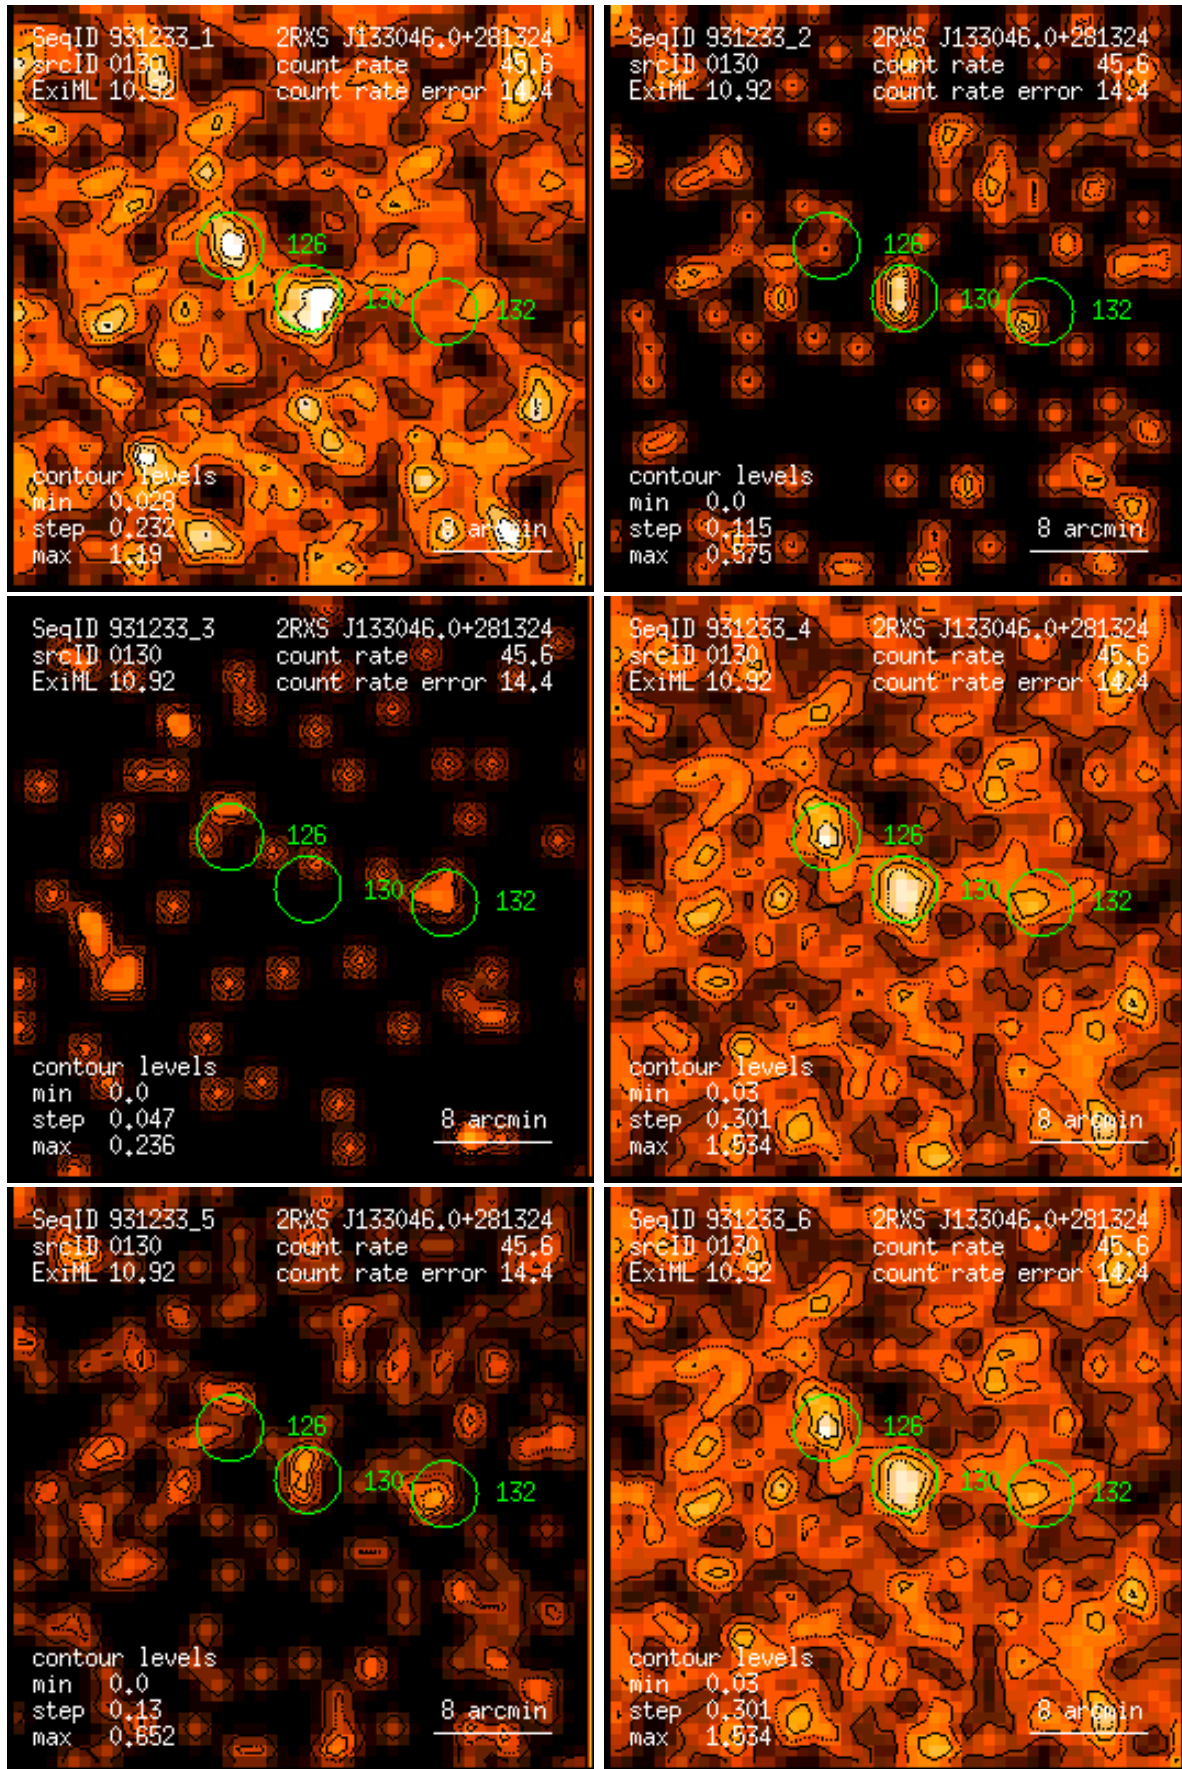 SeqID 931233_1 2RXS J133046.0+281324
srcID 0130 count rate 45.6
ExiML 10.92 count rate error 14.4
126
130
132
contour levels
min 0.028
step 0.232 8 arcmin
max 1.19
SeqID 931233_2 2RXS J133046.0+281324
srcID 0130 count rate 45.6
ExiML 10.92 count rate error 14.4
126
130
132
contour levels
min 0.0
step 0.115 8 arcmin
max 0.575
SeqID 931233_3 2RXS J133046.0+281324
srcID 0130 count rate 45.6
ExiML 10.92 count rate error 14.4
126
130
132
contour levels
min 0.0
step 0.047 8 arcmin
max 0.236
SeqID 931233_4 2RXS J133046.0+281324
srcID 0130 count rate 45.6
ExiML 10.92 count rate error 14.4
126
130
132
contour levels
min 0.03
step 0.301 8 arcmin
max 1.534
SeqID 931233_5 2RXS J133046.0+281324
srcID 0130 count rate 45.6
ExiML 10.92 count rate error 14.4
126
130
132
contour levels
min 0.0
step 0.13 8 arcmin
max 0.652
SeqID 931233_6 2RXS J133046.0+281324
srcID 0130 count rate 45.6
ExiML 10.92 count rate error 14.4
126
130
132
contour levels
min 0.03
step 0.301 8 arcmin
max 1.534